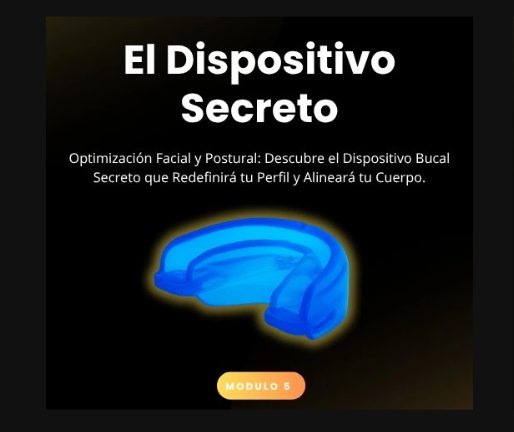 El Dispositivo
Secreto
Optimización Facial y Postural: Descubre el Dispositivo Bucal
Secreto que Redefinirá tu Perfil y Alineará tu Cuerpo.
MODULO 5